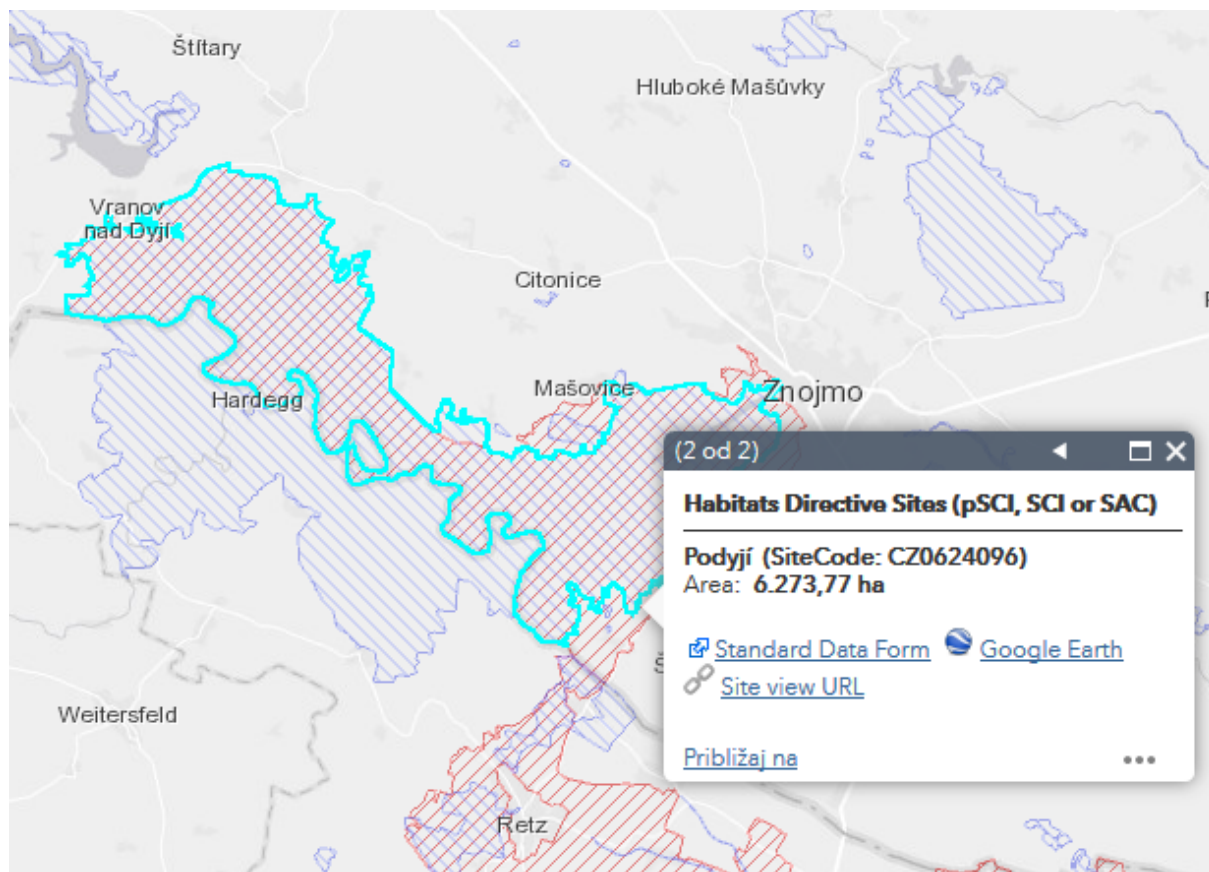 Štítary
Hluboké Mašůvky
Vranov
nad Dyjí
Citonice
Mašovice
Znojmo
Hardegg
(2 od 2)
Habitats Directive Sites (pSCI, SCI or SAC)
Podyjí (SiteCode: CZ0624096)
Area: 6.273,77 ha
Standard Data Form Google Earth
Site view URL
Približaj na
Weitersfeld
Retz